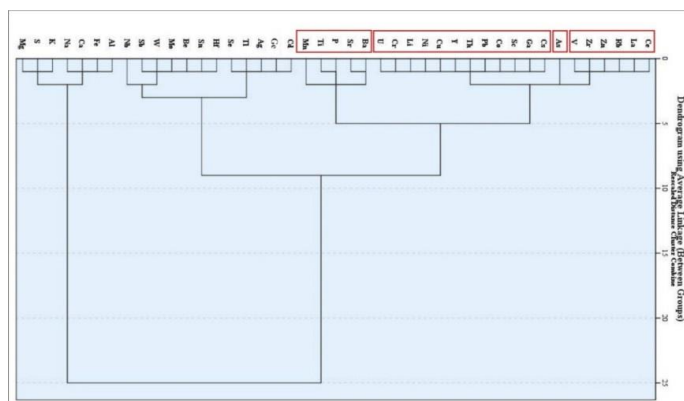 Dendrogram using Average Linkage (Between Groups)
Rescaled Distance Cluster Combine
0
5
10
15
20
25
Ce
La
Rb
Zn
Zr
V
As
Ga
Sc
Pb
Th
Y
Cu
Ni
Li
Cr
U
Ba
Sr
P
Ti
Mn
Cd
Ge
Ag
Tl
Se
Hf
Sn
Be
Mo
W
Sb
Nb
Al
Fe
Ca
Na
K
S
Mg